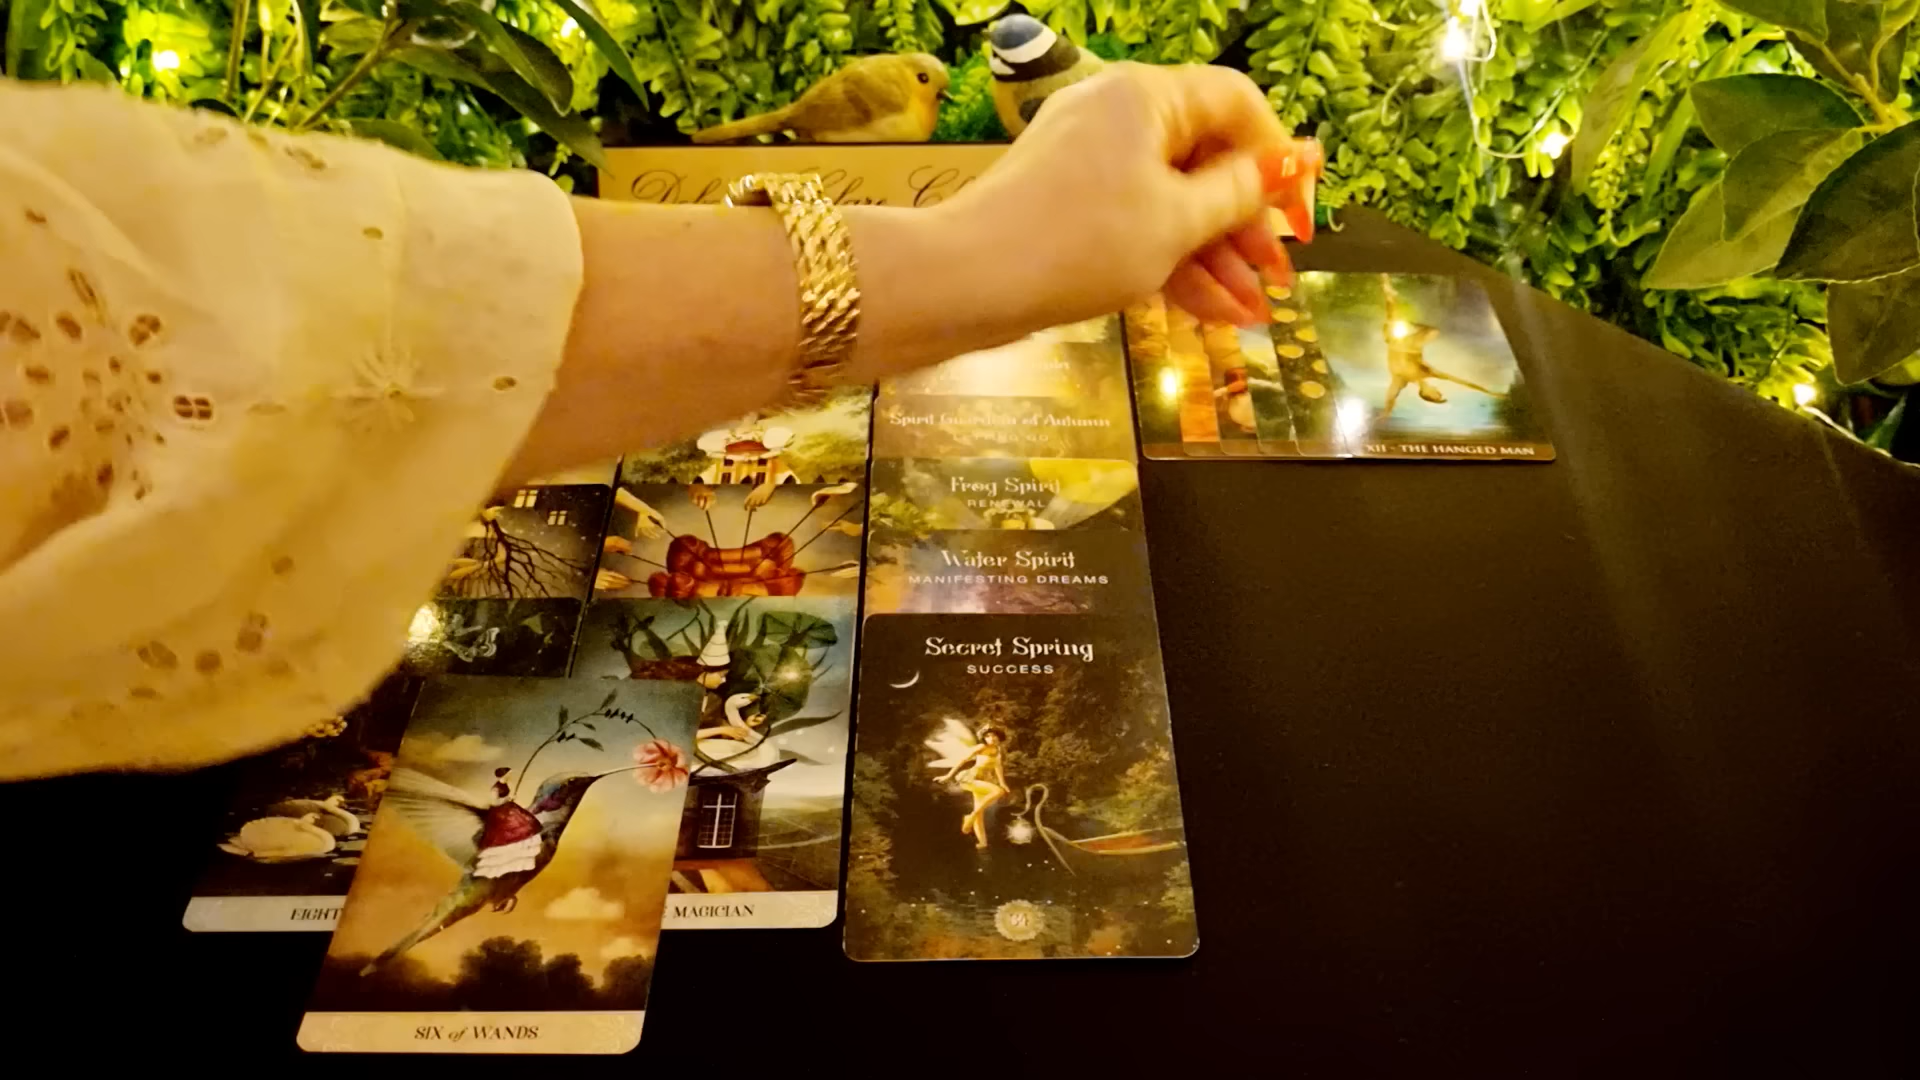 Spirit Guardian of Autumn
LETTING GO
Frog Spirit
RENEWAL
Water Spirit
MANIFESTING DREAMS
Secret Spring
SUCCESS
XII - THE HANGED MAN
EIGHT
MAGICIAN
SIX of WANDS